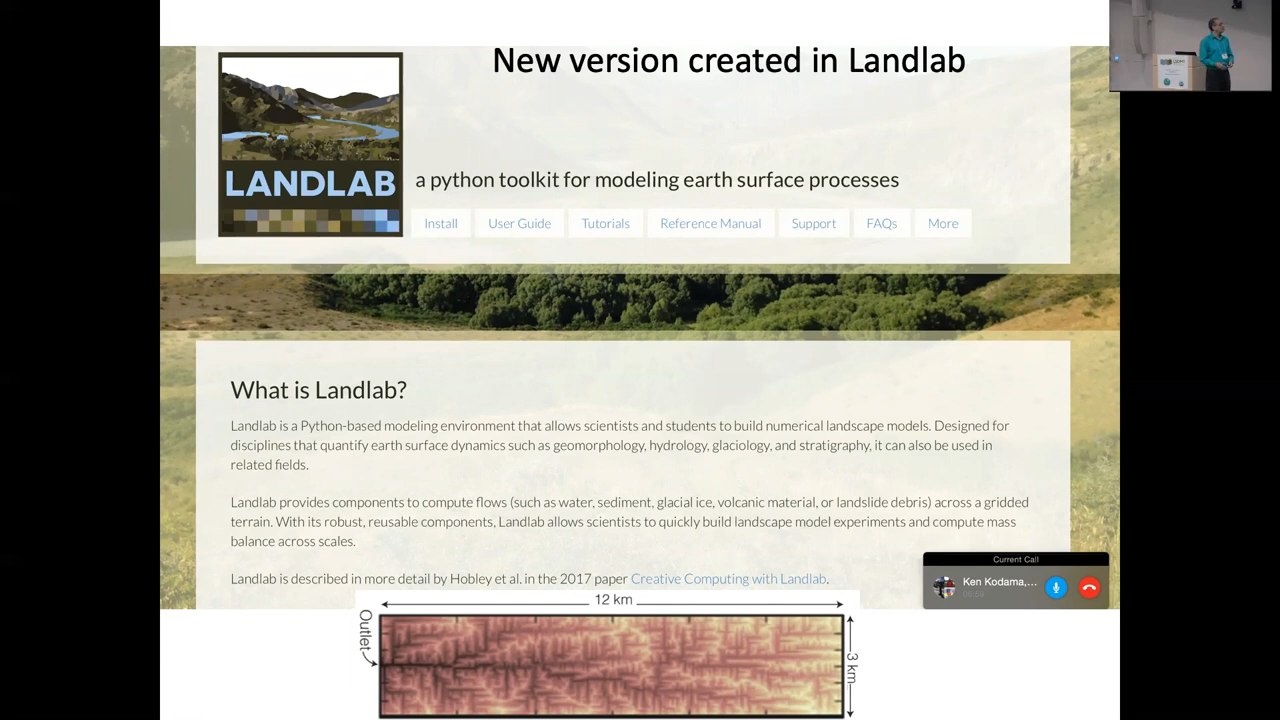 New version created in Landlab
LANDLAB
a python toolkit for modeling earth surface processes
Install
User Guide
Tutorials
Reference Manual
Support
FAQs
More
What is Landlab?
Landlab is a Python-based modeling environment that allows scientists and students to build numerical landscape models. Designed for
disciplines that quantify earth surface dynamics such as geomorphology, hydrology, glaciology, and stratigraphy, it can also be used in
related fields.
Landlab provides components to compute flows (such as water, sediment, glacial ice, volcanic material, or landslide debris) across a gridded
terrain. With its robust, reusable components, Landlab allows scientists to quickly build landscape model experiments and compute mass
balance across scales.
Landlab is described in more detail by Hobley et al. in the 2017 paper Creative Computing with Landlab.
Current Call
Ken Kodama,...
12 km
Outlet
3 km